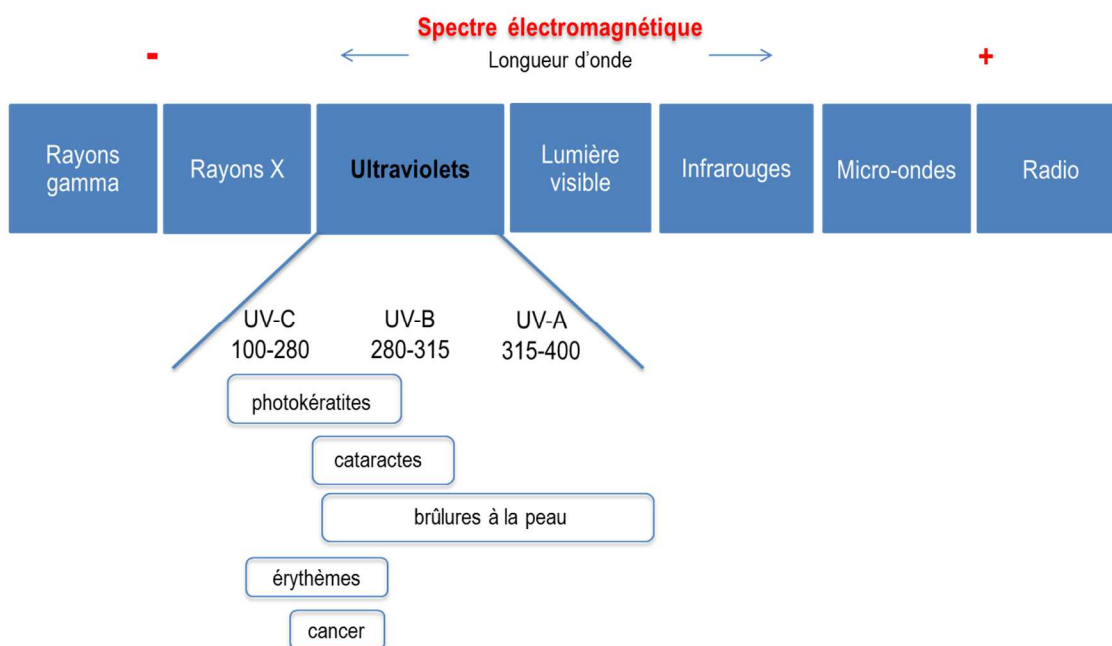 Spectre électromagnétique
- Longueur d'onde +
Rayons gamma
Rayons X
Ultraviolets
Lumière visible
Infrarouges
Micro-ondes
Radio
UV-C UV-B UV-A
100-280 280-315 315-400
photokératites
cataractes
brûlures à la peau
érythèmes
cancer